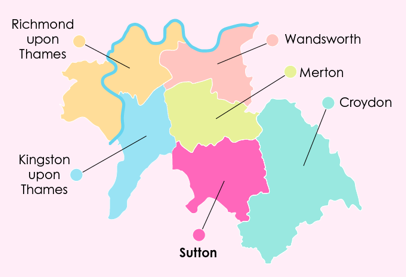 Richmond
upon
Thames
Wandsworth
Merton
Croydon
Kingston
upon
Thames
Sutton